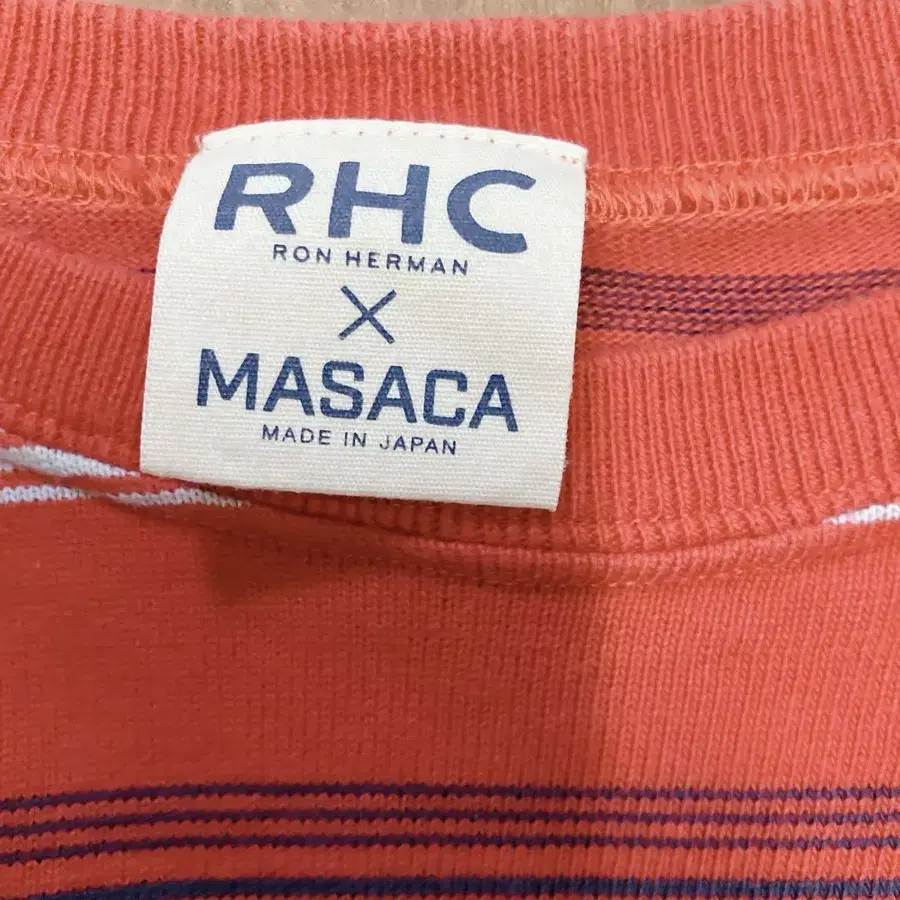 RHC
RON HERMAN
×
MASACA
MADE IN JAPAN